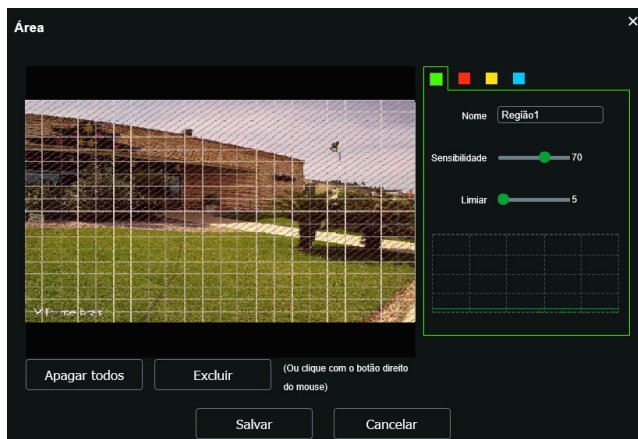 Área
Nome
Região1
Sensibilidade
70
Limiar
5
Apagar todos
Excluir
(Ou clique com o botão direito
do mouse)
Salvar
Cancelar